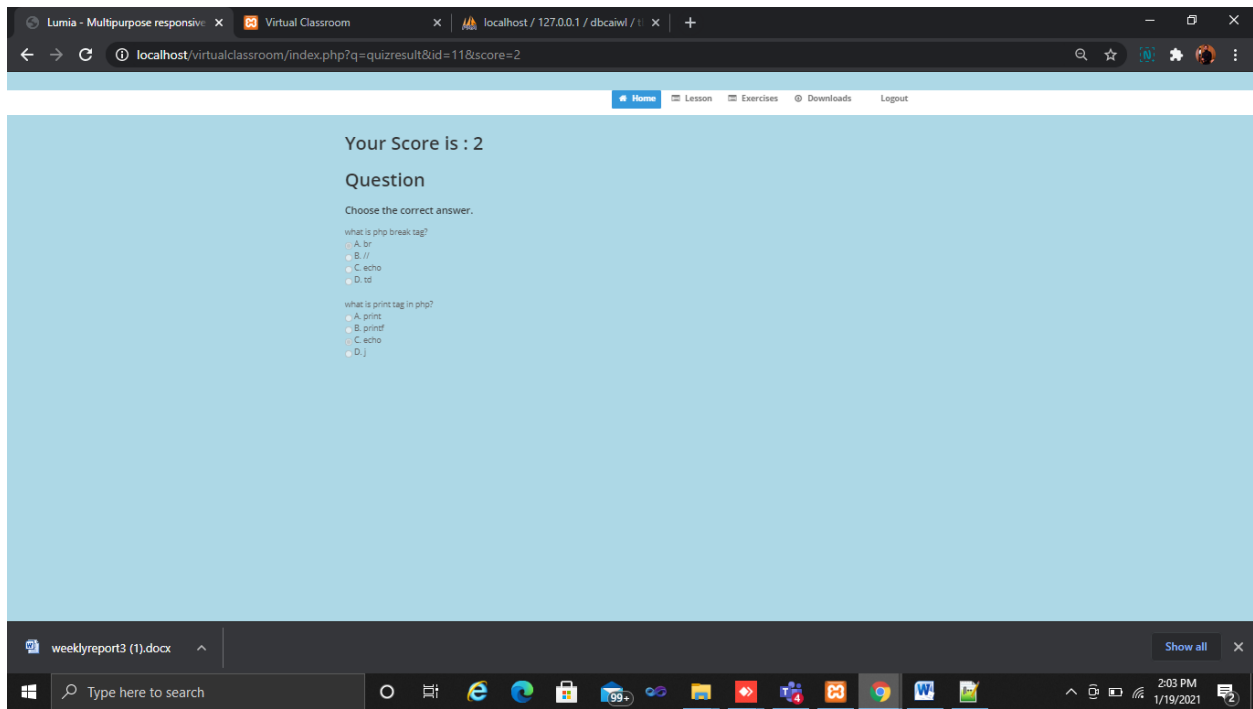 Lumia - Multipurpose responsive
Virtual Classroom
localhost / 127.0.0.1 / dbcaiwl / t
localhost/virtualclassroom/index.php?q=quizresult&id=11&score=2
Home Lesson Exercises Downloads Logout
Your Score is : 2
Question
Choose the correct answer.
what is php break tag?
A. br
B. //
C. echo
D. td
what is print tag in php?
A. print
B. printf
C. echo
D. j
weeklyreport3 (1).docx
Show all
Type here to search
99+
4
2:03 PM
1/19/2021
2